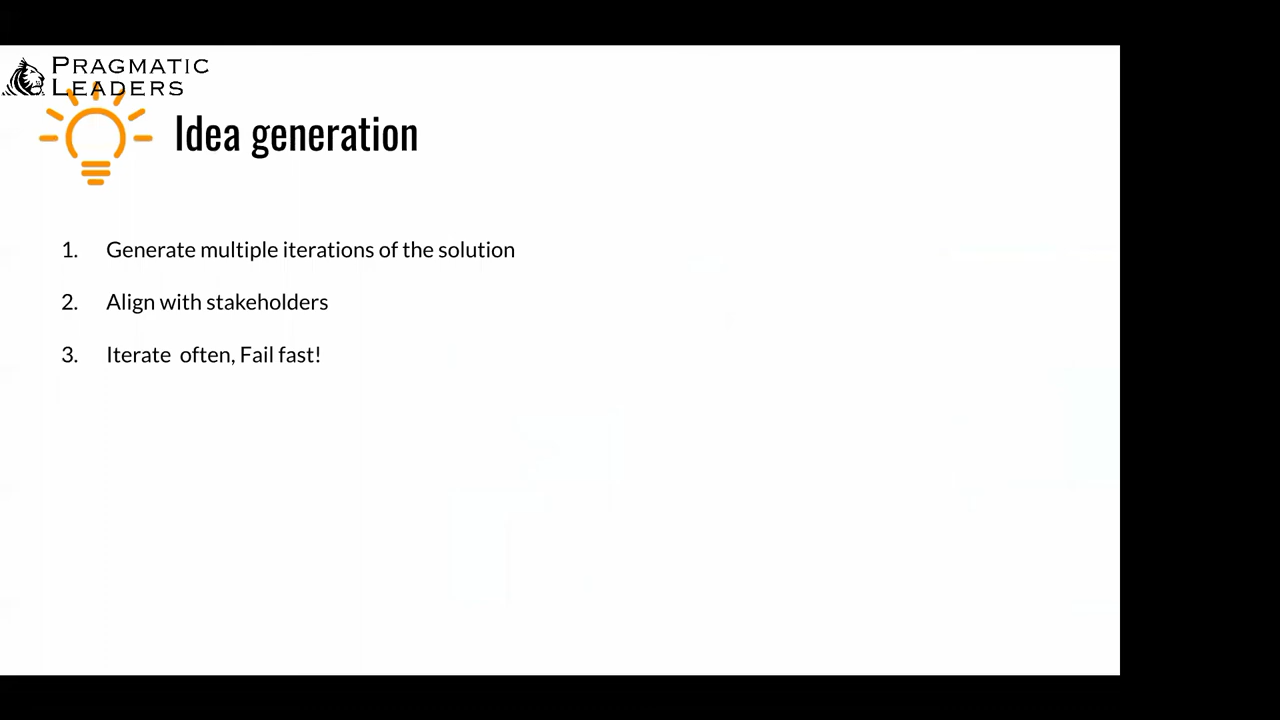 PRAGMATIC
LEADERS
Idea generation
1. Generate multiple iterations of the solution
2. Align with stakeholders
3. Iterate  often, Fail fast!